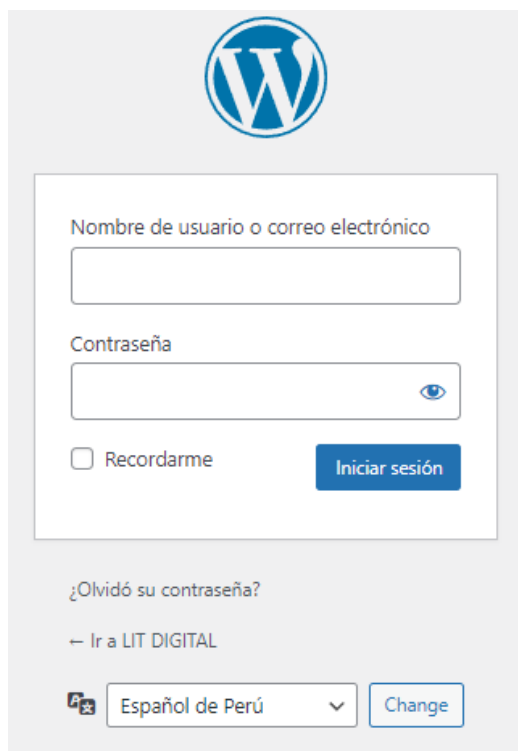 Nombre de usuario o correo electrónico
Contraseña
Recordarme
Iniciar sesión
¿Olvidó su contraseña?
← Ir a LIT DIGITAL
Español de Perú
Change